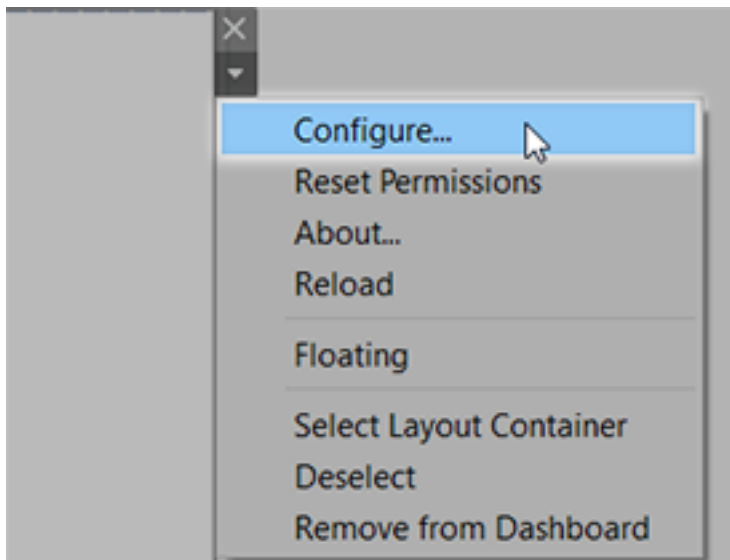 Configure...
Reset Permissions
About...
Reload
Floating
Select Layout Container
Deselect
Remove from Dashboard